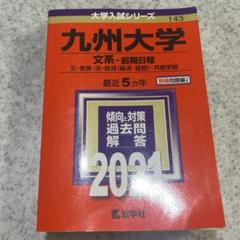 大学入試シリーズ
143
九州大学
文系-前期日程
文・教育・法・経済〈経済・経営〉・共創学部
最近5カ年
別冊問題編
傾向と対策
過去問
解答
2021
教学社